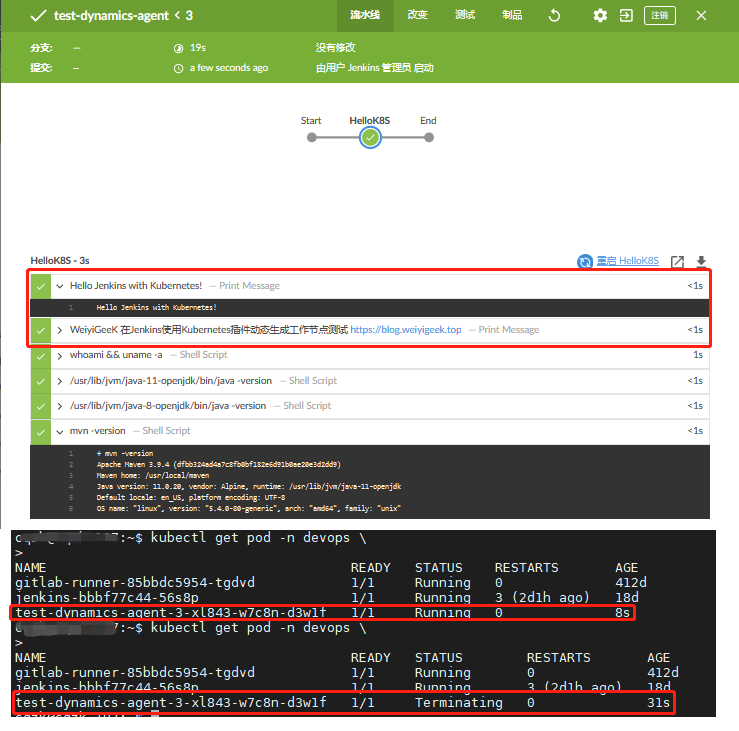 test-dynamics-agent < 3 流水线 改变 测试 制品 注销
分支: — 19s 没有修改
提交: — a few seconds ago 由用户 Jenkins 管理员 启动
Start HelloK8S End
HelloK8S - 3s 重启 HelloK8S
Hello Jenkins with Kubernetes! — Print Message <1s
1 Hello Jenkins with Kubernetes!
WeiyiGeeK 在Jenkins使用Kubernetes插件动态生成工作节点测试 https://blog.weiyigeek.top — Print Message <1s
whoami && uname -a — Shell Script 1s
/usr/lib/jvm/java-11-openjdk/bin/java -version — Shell Script <1s
/usr/lib/jvm/java-8-openjdk/bin/java -version — Shell Script <1s
mvn -version — Shell Script <1s
1 + mvn -version
2 Apache Maven 3.9.4 (dfbb324ad4a7c8fb0bf182e6d91b0ae20e3d2dd9)
3 Maven home: /usr/local/maven
4 Java version: 11.0.20, vendor: Alpine, runtime: /usr/lib/jvm/java-11-openjdk
5 Default locale: en_US, platform encoding: UTF-8
6 OS name: "linux", version: "5.4.0-80-generic", arch: "amd64", family: "unix"
:~$ kubectl get pod -n devops \
>
NAME READY STATUS RESTARTS AGE
gitlab-runner-85bbdc5954-tgdvd 1/1 Running 0 412d
jenkins-bbbf77c44-56s8p 1/1 Running 3 (2d1h ago) 18d
test-dynamics-agent-3-xl843-w7c8n-d3w1f 1/1 Running 0 8s
7:~$ kubectl get pod -n devops \
>
NAME READY STATUS RESTARTS AGE
gitlab-runner-85bbdc5954-tgdvd 1/1 Running 0 412d
jenkins-bbbf77c44-56s8p 1/1 Running 3 (2d1h ago) 18d
test-dynamics-agent-3-xl843-w7c8n-d3w1f 1/1 Terminating 0 31s